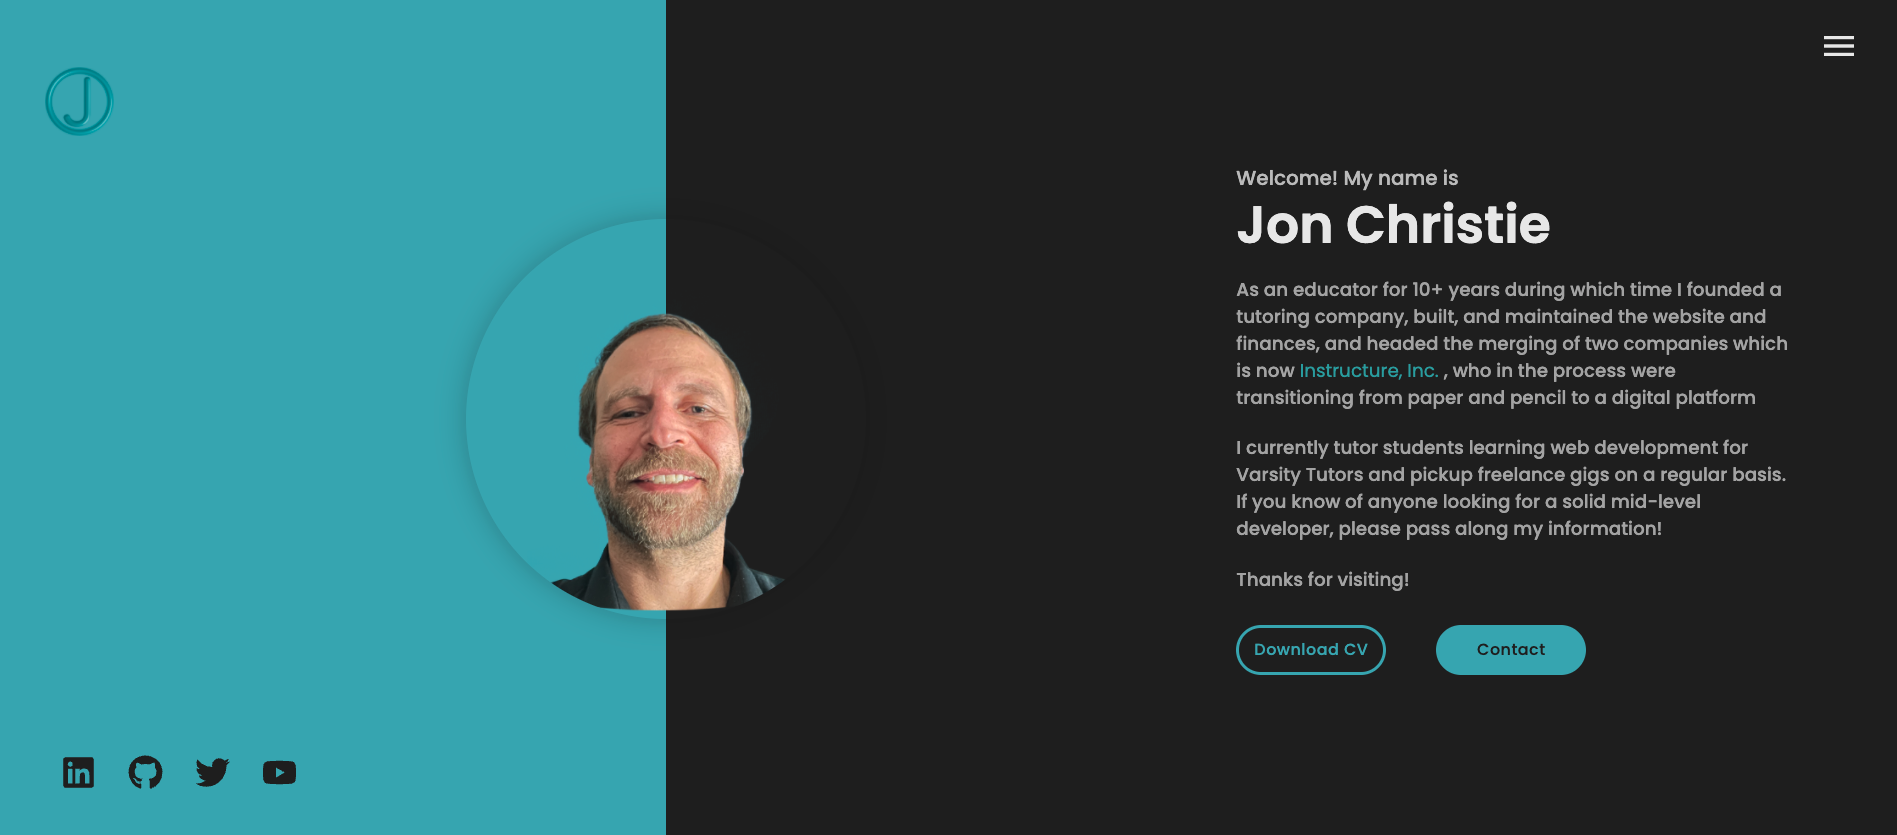 J
Welcome! My name is
Jon Christie
As an educator for 10+ years during which time I founded a
tutoring company, built, and maintained the website and
finances, and headed the merging of two companies which
is now Instructure, Inc. , who in the process were
transitioning from paper and pencil to a digital platform
I currently tutor students learning web development for
Varsity Tutors and pickup freelance gigs on a regular basis.
If you know of anyone looking for a solid mid-level
developer, please pass along my information!
Thanks for visiting!
Download CV
Contact
in